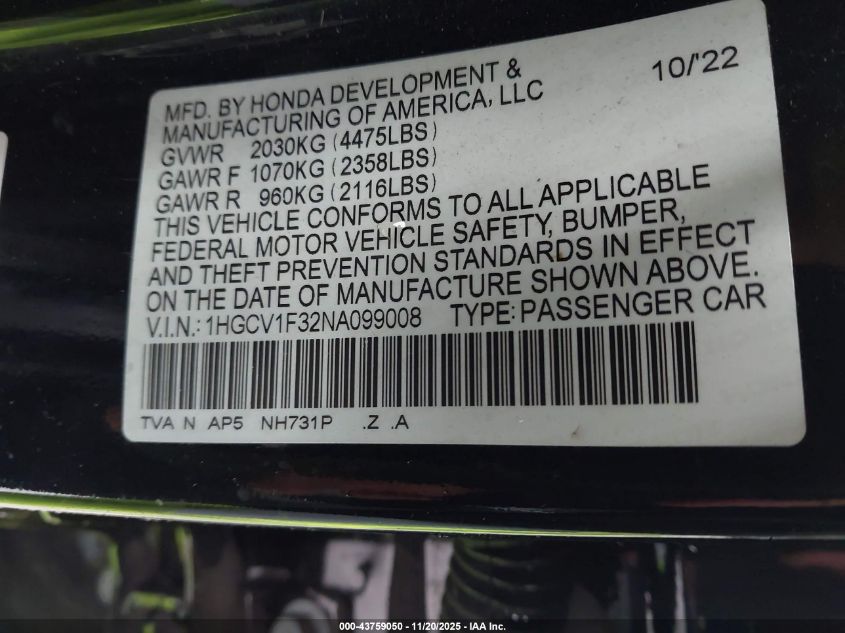 MFD. BY HONDA DEVELOPMENT &
MANUFACTURING OF AMERICA, LLC
10/'22
GVWR 2030KG (4475LBS)
GAWR F 1070KG (2358LBS)
GAWR R 960KG (2116LBS)
THIS VEHICLE CONFORMS TO ALL APPLICABLE
FEDERAL MOTOR VEHICLE SAFETY, BUMPER,
AND THEFT PREVENTION STANDARDS IN EFFECT
ON THE DATE OF MANUFACTURE SHOWN ABOVE.
V.I.N.: 1HGCV1F32NA099008 TYPE: PASSENGER CAR
TVA N AP5 NH731P .Z .A
000-43759050 - 11/20/2025 - IAA Inc.